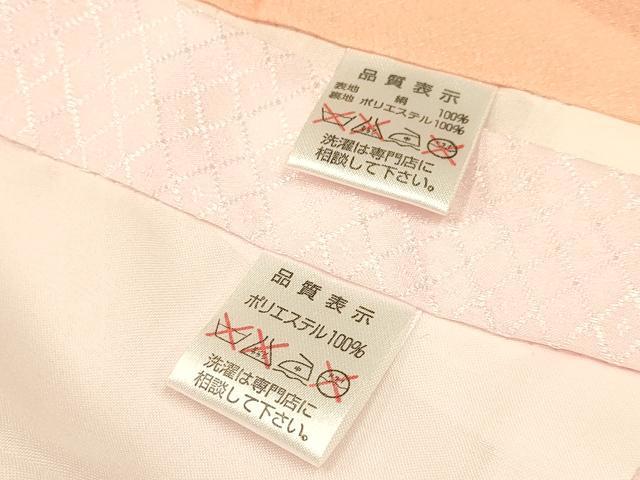 品質表示
表地 絹 100%
裏地 ポリエステル 100%
中
洗濯は専門店に
相談して下さい。
品質表示
ポリエステル100%
中
洗濯は専門店に
相談して下さい。